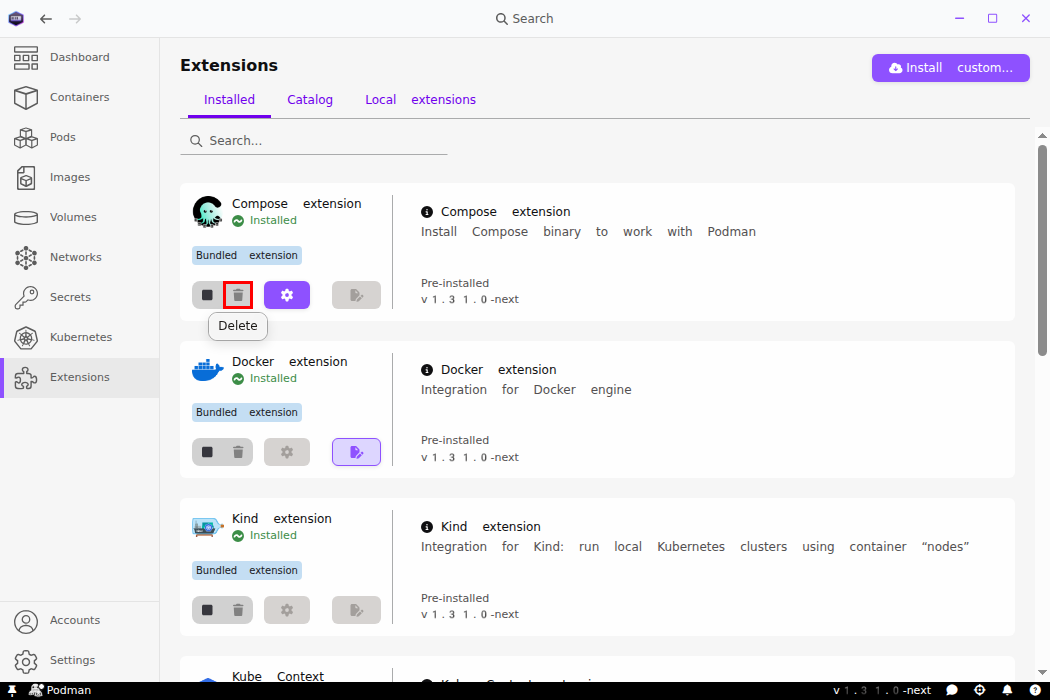 Search
Dashboard
Containers
Pods
Images
Volumes
Networks
Secrets
Kubernetes
Extensions
Accounts
Settings
Extensions
Install custom...
Installed Catalog Local extensions
Search...
Compose extension
Installed
Bundled extension
Delete
Compose extension
Install Compose binary to work with Podman
Pre-installed
v1.31.0-next
Docker extension
Installed
Bundled extension
Docker extension
Integration for Docker engine
Pre-installed
v1.31.0-next
Kind extension
Installed
Bundled extension
Kind extension
Integration for Kind: run local Kubernetes clusters using container “nodes”
Pre-installed
v1.31.0-next
Kube Context
Podman
v1.31.0-next